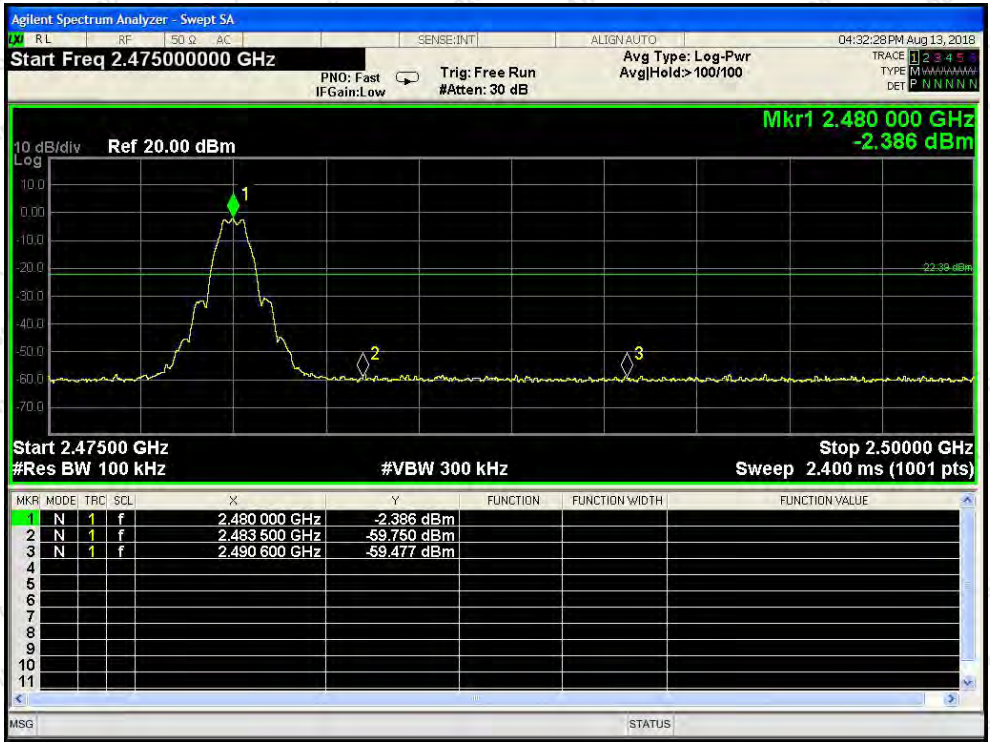 Agilent Spectrum Analyzer - Swept SA
LXI RL RF 50 Ω AC SENSE:INT ALIGN AUTO 04:32:28 PM Aug 13, 2018
Start Freq 2.475000000 GHz
PNO: Fast
IFGain:Low
Trig: Free Run
#Atten: 30 dB
Avg Type: Log-Pwr
Avg|Hold:>100/100
TRACE 1 2 3 4 5 6
TYPE M W W W W W
DET P N N N N N
Mkr1 2.480 000 GHz
-2.386 dBm
10 dB/div Ref 20.00 dBm
Log
10.0
0.00
-10.0
-20.0
-30.0
-40.0
-50.0
-60.0
-70.0
1
-22.39 dBm
2
3
Start 2.47500 GHz Stop 2.50000 GHz
#Res BW 100 kHz #VBW 300 kHz Sweep 2.400 ms (1001 pts)
MKR MODE TRC SCL X Y FUNCTION FUNCTION WIDTH FUNCTION VALUE
1 N 1 f 2.480 000 GHz -2.386 dBm
2 N 1 f 2.483 500 GHz -59.750 dBm
3 N 1 f 2.490 600 GHz -59.477 dBm
4
5
6
7
8
9
10
11
MSG STATUS